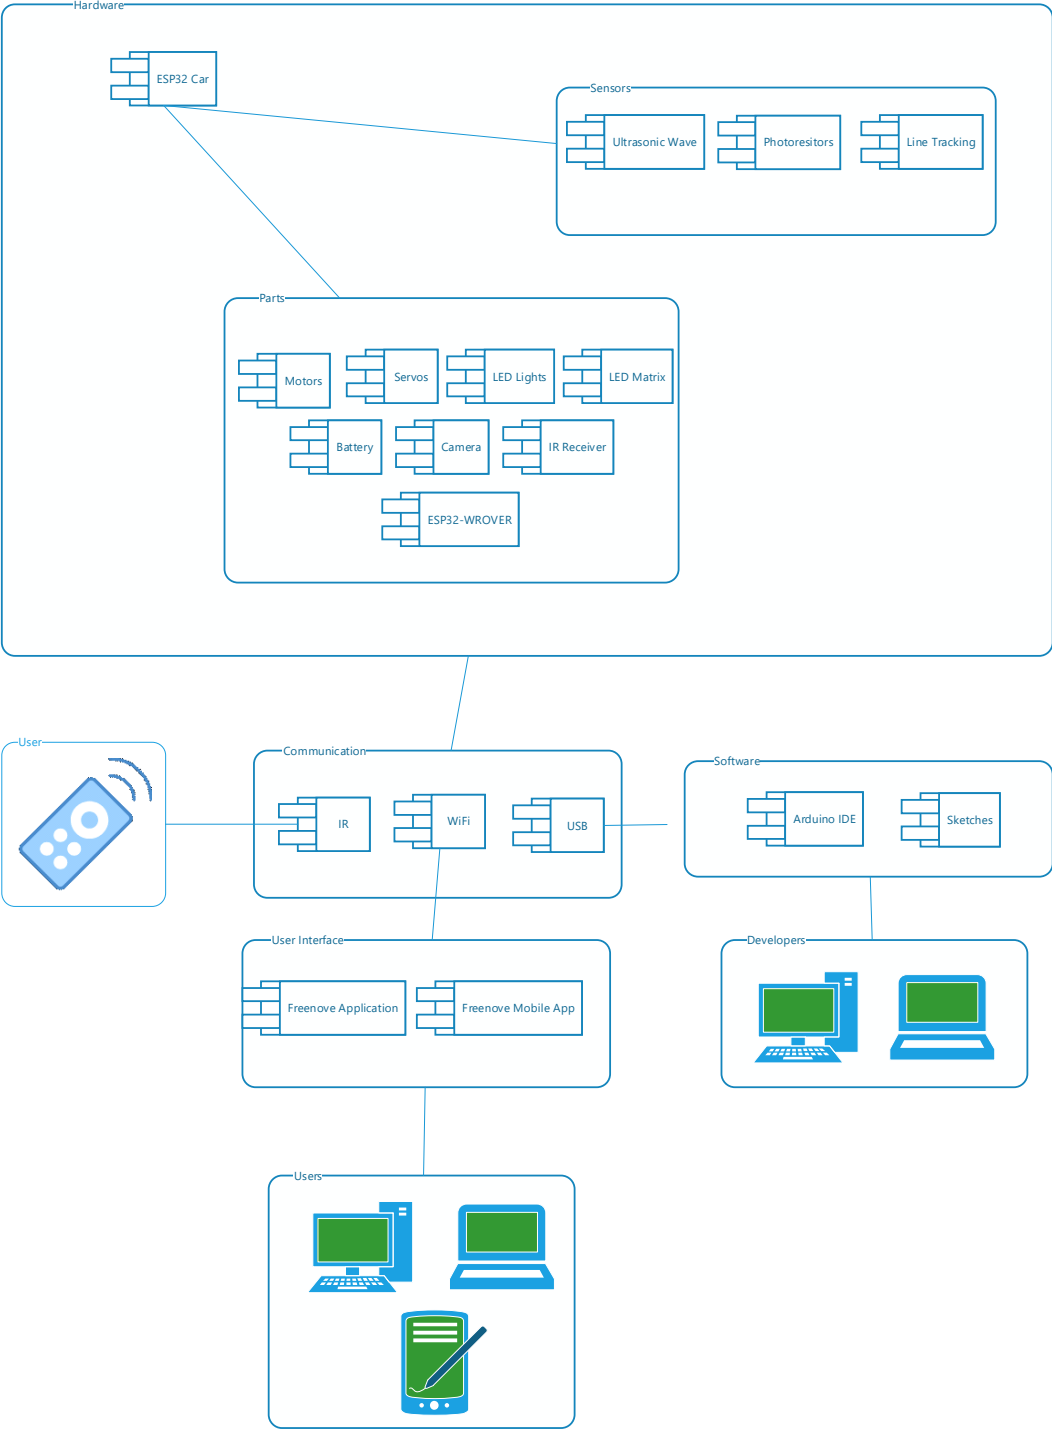 Hardware
ESP32 Car
Sensors
Ultrasonic Wave
Photoresitors
Line Tracking
Parts
Motors
Servos
LED Lights
LED Matrix
Battery
Camera
IR Receiver
ESP32-WROVER
User
Communication
IR
WiFi
USB
Software
Arduino IDE
Sketches
User Interface
Freenove Application
Freenove Mobile App
Developers
Users